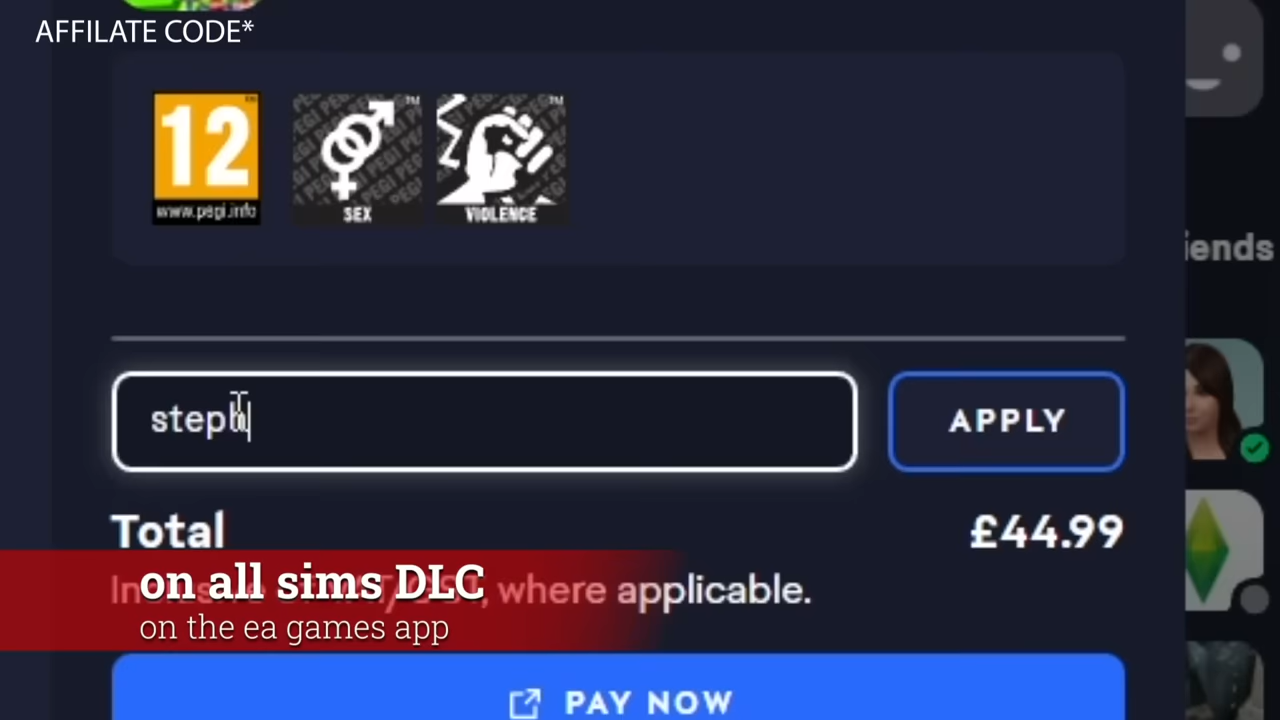 AFFILATE CODE*
12
www.pegi.info
SEX
VIOLENCE
iends
steph
APPLY
Total
£44.99
where applicable.
on all sims DLC
on the ea games app
PAY NOW